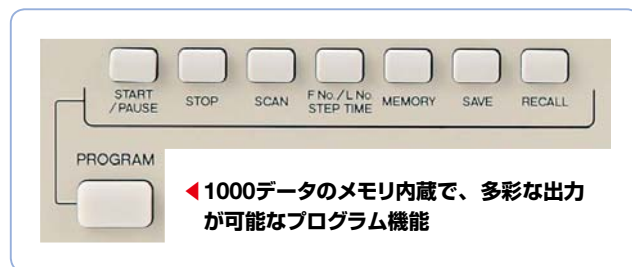 START
/PAUSE
STOP
SCAN
F No./L No.
STEP TIME
MEMORY
SAVE
RECALL
PROGRAM
◀1000データのメモリ内蔵で、多彩な出力
が可能なプログラム機能